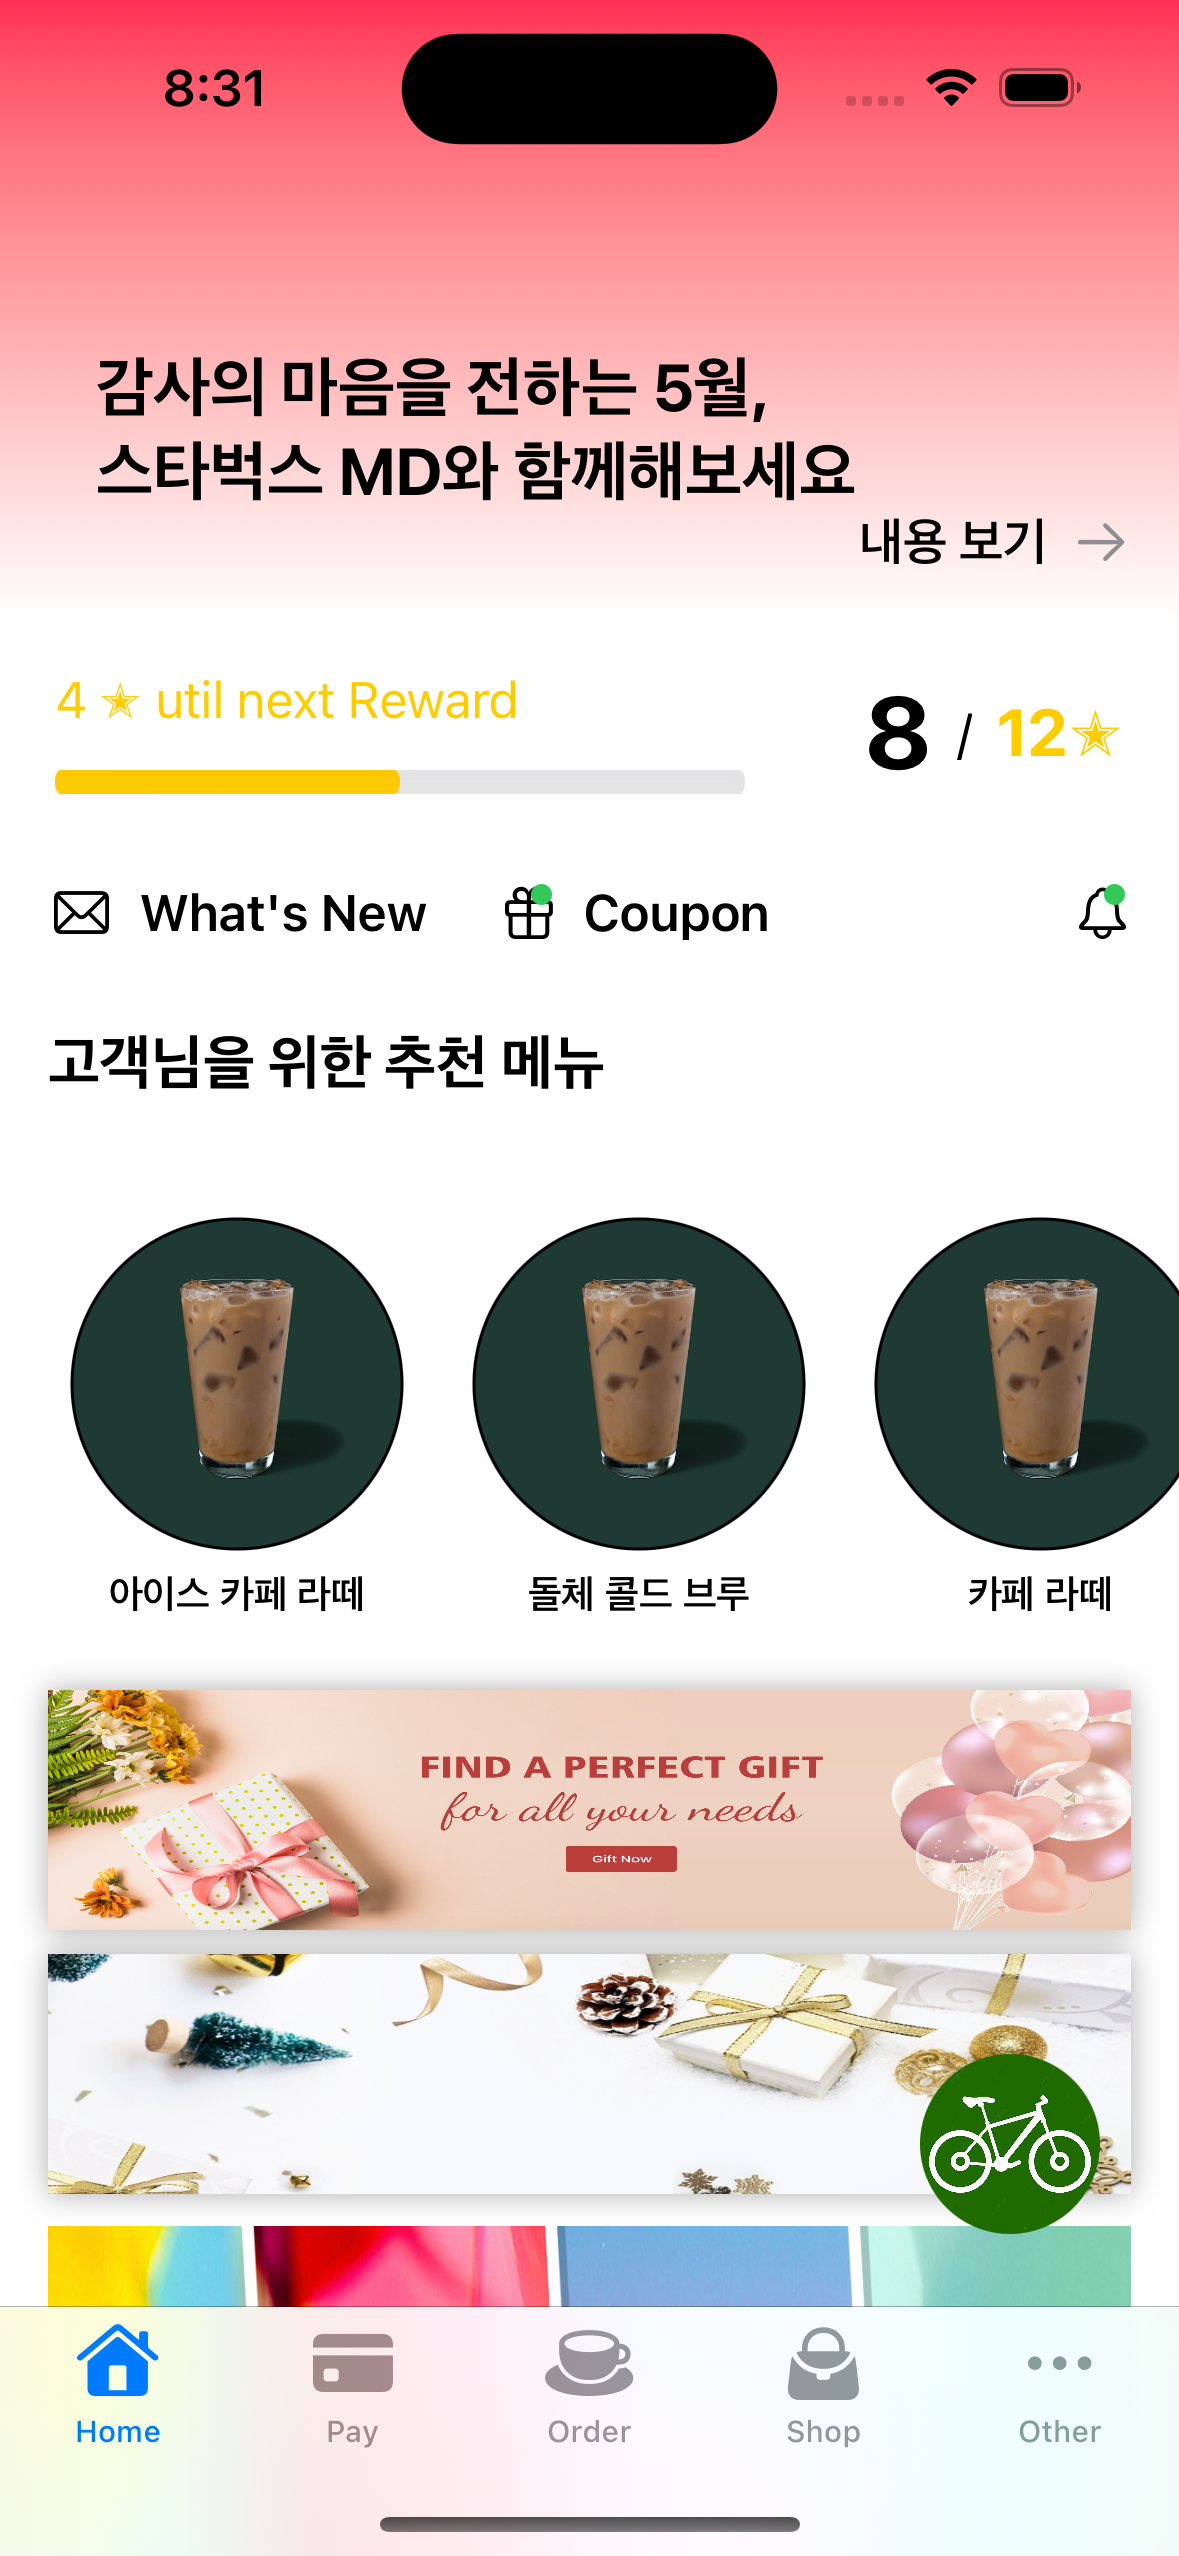 8:31
감사의 마음을 전하는 5월,
스타벅스 MD와 함께해보세요
내용 보기
4 ✭ util next Reward
8 / 12✭
What's New
Coupon
고객님을 위한 추천 메뉴
아이스 카페 라떼
돌체 콜드 브루
카페 라떼
FIND A PERFECT GIFT
for all your needs
Gift Now
Home
Pay
Order
Shop
Other